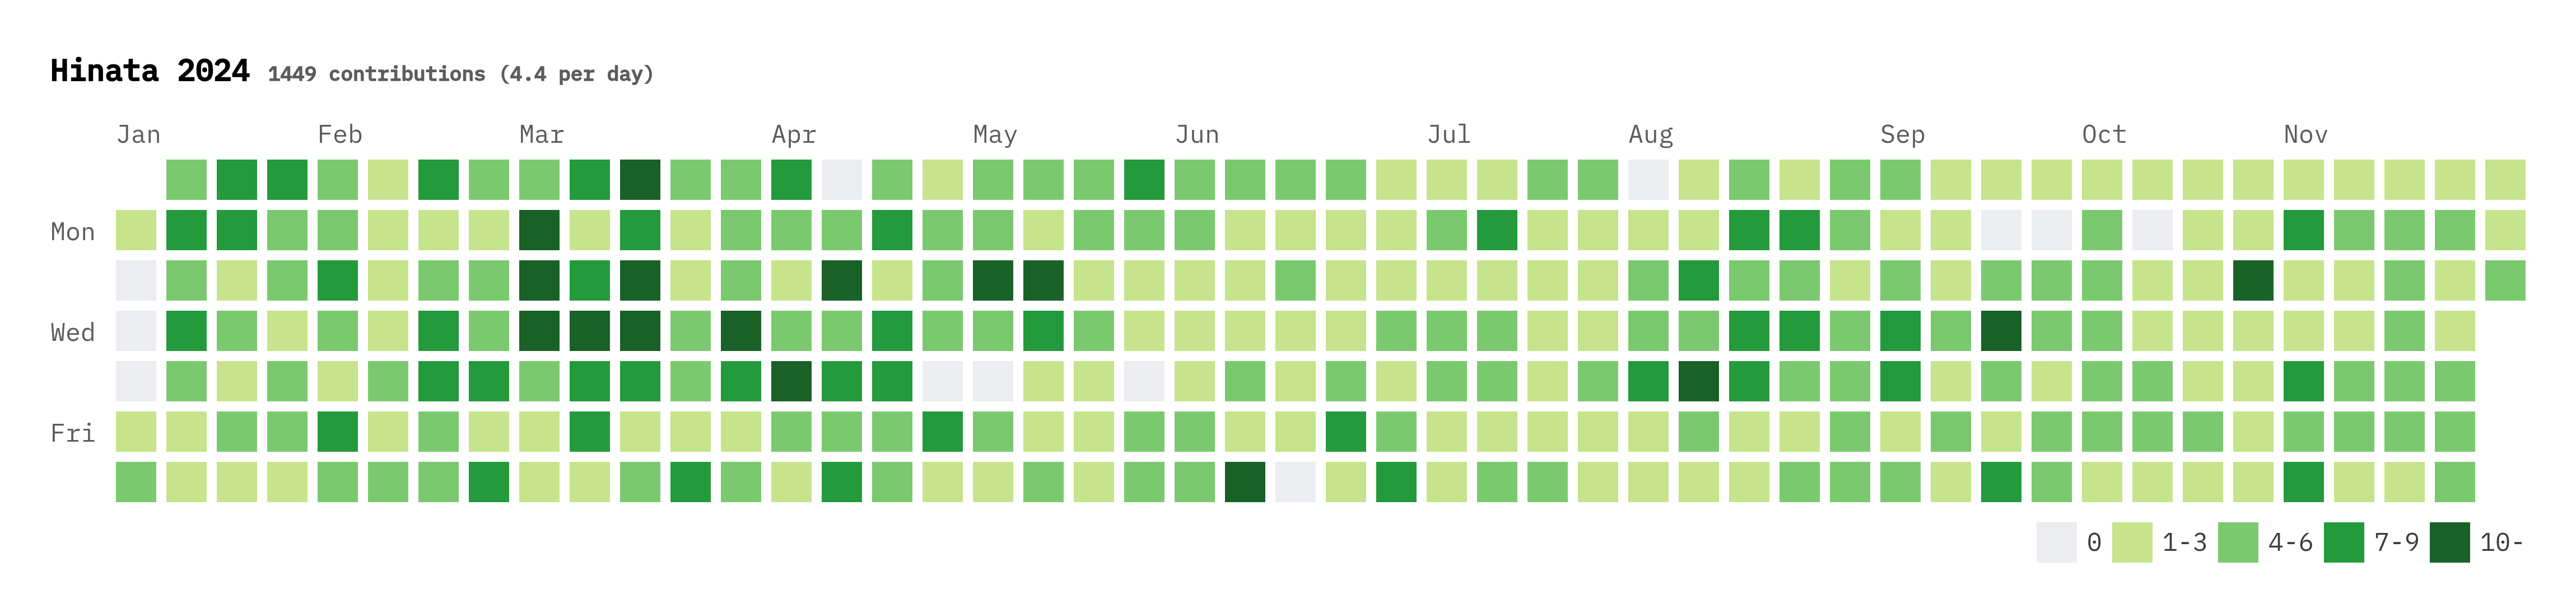 Hinata 2024 1449 contributions (4.4 per day)
Jan Feb Mar Apr May Jun Jul Aug Sep Oct Nov
Mon
Wed
Fri
0 1-3 4-6 7-9 10-